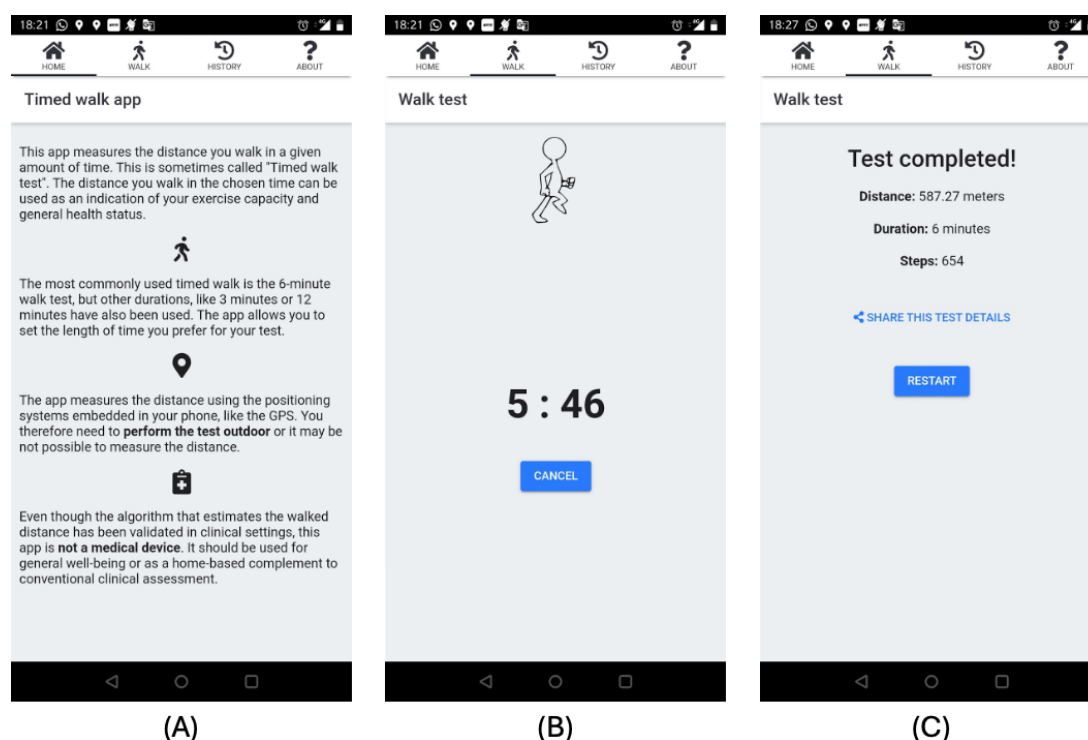 18:21
HOME
WALK
HISTORY
ABOUT
Timed walk app
This app measures the distance you walk in a given
amount of time. This is sometimes called "Timed walk
test". The distance you walk in the chosen time can be
used as an indication of your exercise capacity and
general health status.
The most commonly used timed walk is the 6-minute
walk test, but other durations, like 3 minutes or 12
minutes have also been used. The app allows you to
set the length of time you prefer for your test.
The app measures the distance using the positioning
systems embedded in your phone, like the GPS. You
therefore need to perform the test outdoor or it may be
not possible to measure the distance.
Even though the algorithm that estimates the walked
distance has been validated in clinical settings, this
app is not a medical device. It should be used for
general well-being or as a home-based complement to
conventional clinical assessment.
(A)
18:21
HOME
WALK
HISTORY
ABOUT
Walk test
5 : 46
CANCEL
(B)
18:27
HOME
WALK
HISTORY
ABOUT
Walk test
Test completed!
Distance: 587.27 meters
Duration: 6 minutes
Steps: 654
SHARE THIS TEST DETAILS
RESTART
(C)